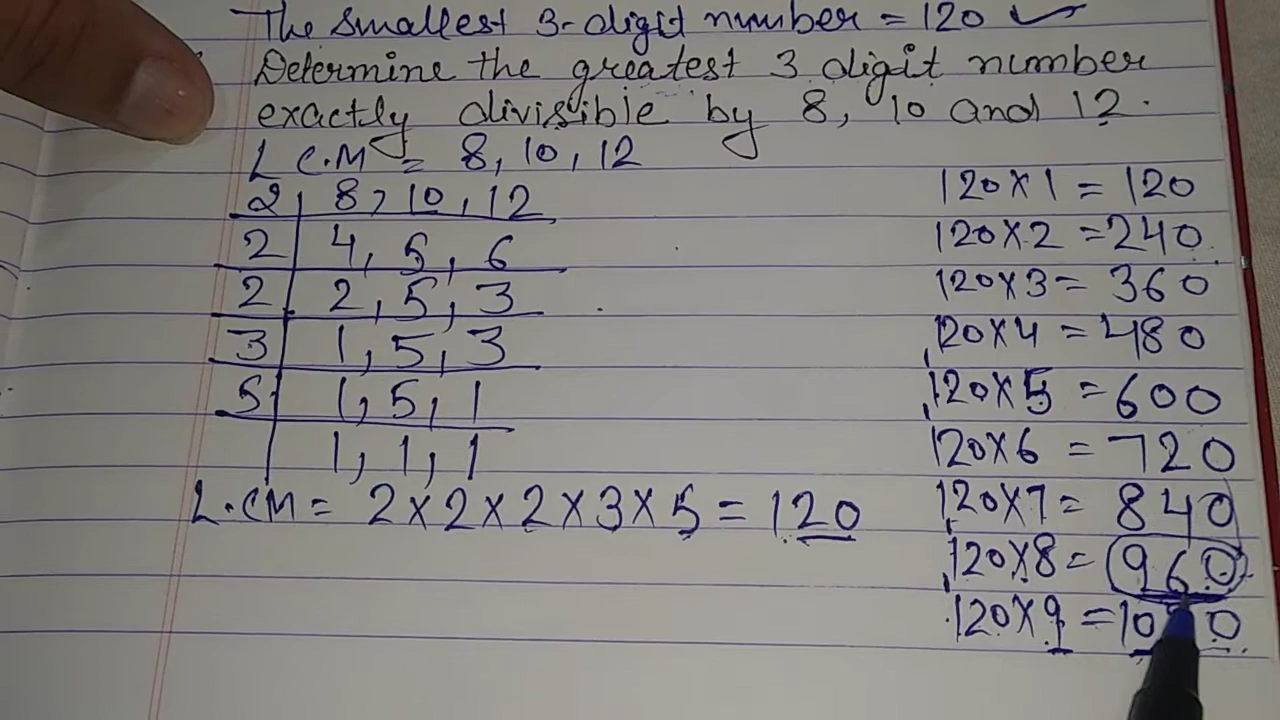 The smallest 3-digit number = 120 ✓
Determine the greatest 3 digit number
exactly divisible by 8, 10 and 12.
L C.M = 8, 10, 12
2 8, 10, 12
2 4, 5, 6
2 2, 5, 3
3 1, 5, 3
5 1, 5, 1
1, 1, 1
L.CM = 2×2×2×3×5 = 120
120×1 = 120
120×2 = 240
120×3 = 360
120×4 = 480
120×5 = 600
120×6 = 720
120×7 = 840
120×8 = 960
120×9 =